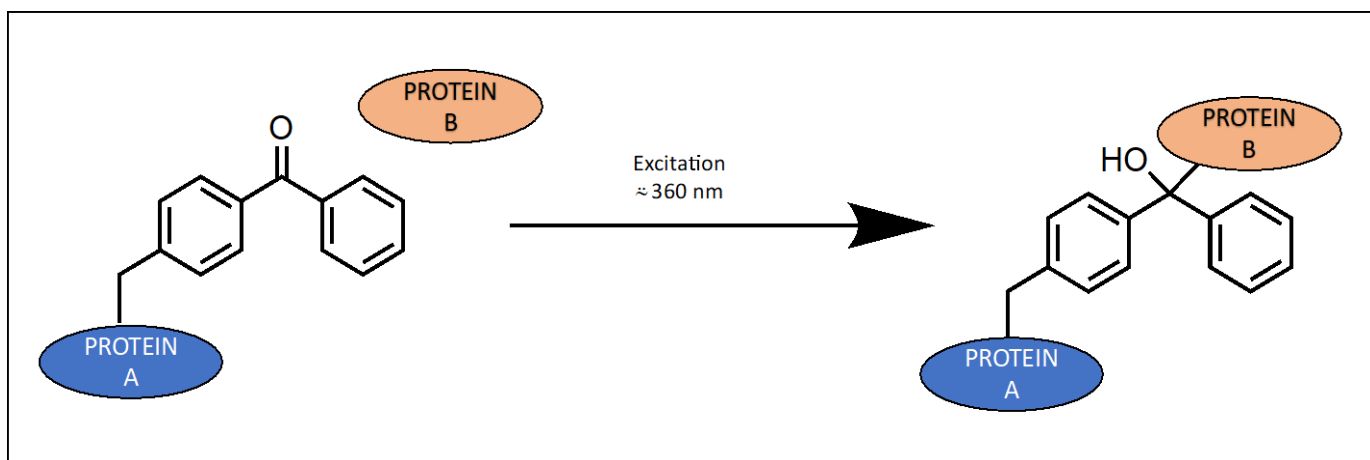 O
PROTEIN
B
PROTEIN
A
Excitation
≈ 360 nm
HO
PROTEIN
B
PROTEIN
A